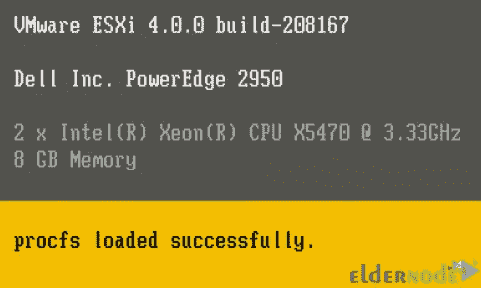 VMware ESXi 4.0.0 build-208167
Dell Inc. PowerEdge 2950
2 x Intel(R) Xeon(R) CPU X5470 @ 3.33GHz
8 GB Memory
procfs loaded successfully.
elderNode